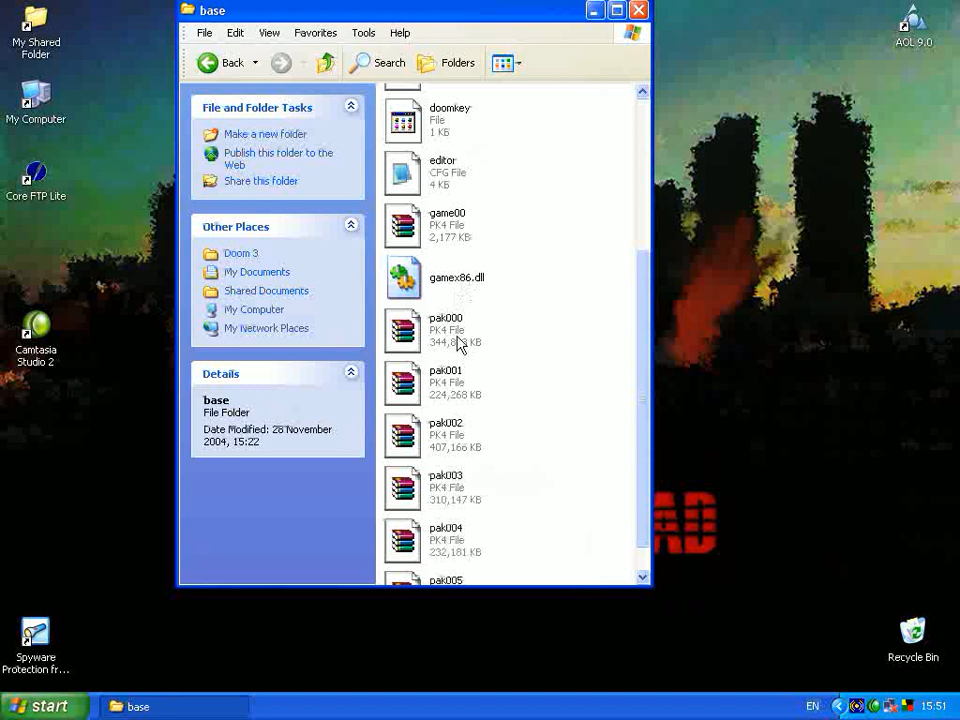 base
File
Edit
View
Favorites
Tools
Help
Back
Search
Folders
My Shared
Folder
My Computer
Core FTP Lite
Camtasia
Studio 2
Spyware
Protection fr...
AOL 9.0
Recycle Bin
File and Folder Tasks
Make a new folder
Publish this folder to the
Web
Share this folder
Other Places
Doom 3
My Documents
Shared Documents
My Computer
My Network Places
Details
base
File Folder
Date Modified: 28 November
2004, 15:22
doomkey
File
1 KB
editor
CFG File
4 KB
game00
PK4 File
2,177 KB
gamex86.dll
pak000
PK4 File
KB
pak001
PK4 File
224,268 KB
pak002
PK4 File
407,166 KB
pak003
PK4 File
310,147 KB
pak004
PK4 File
232,181 KB
pak005
AD
start
base
EN
15:51